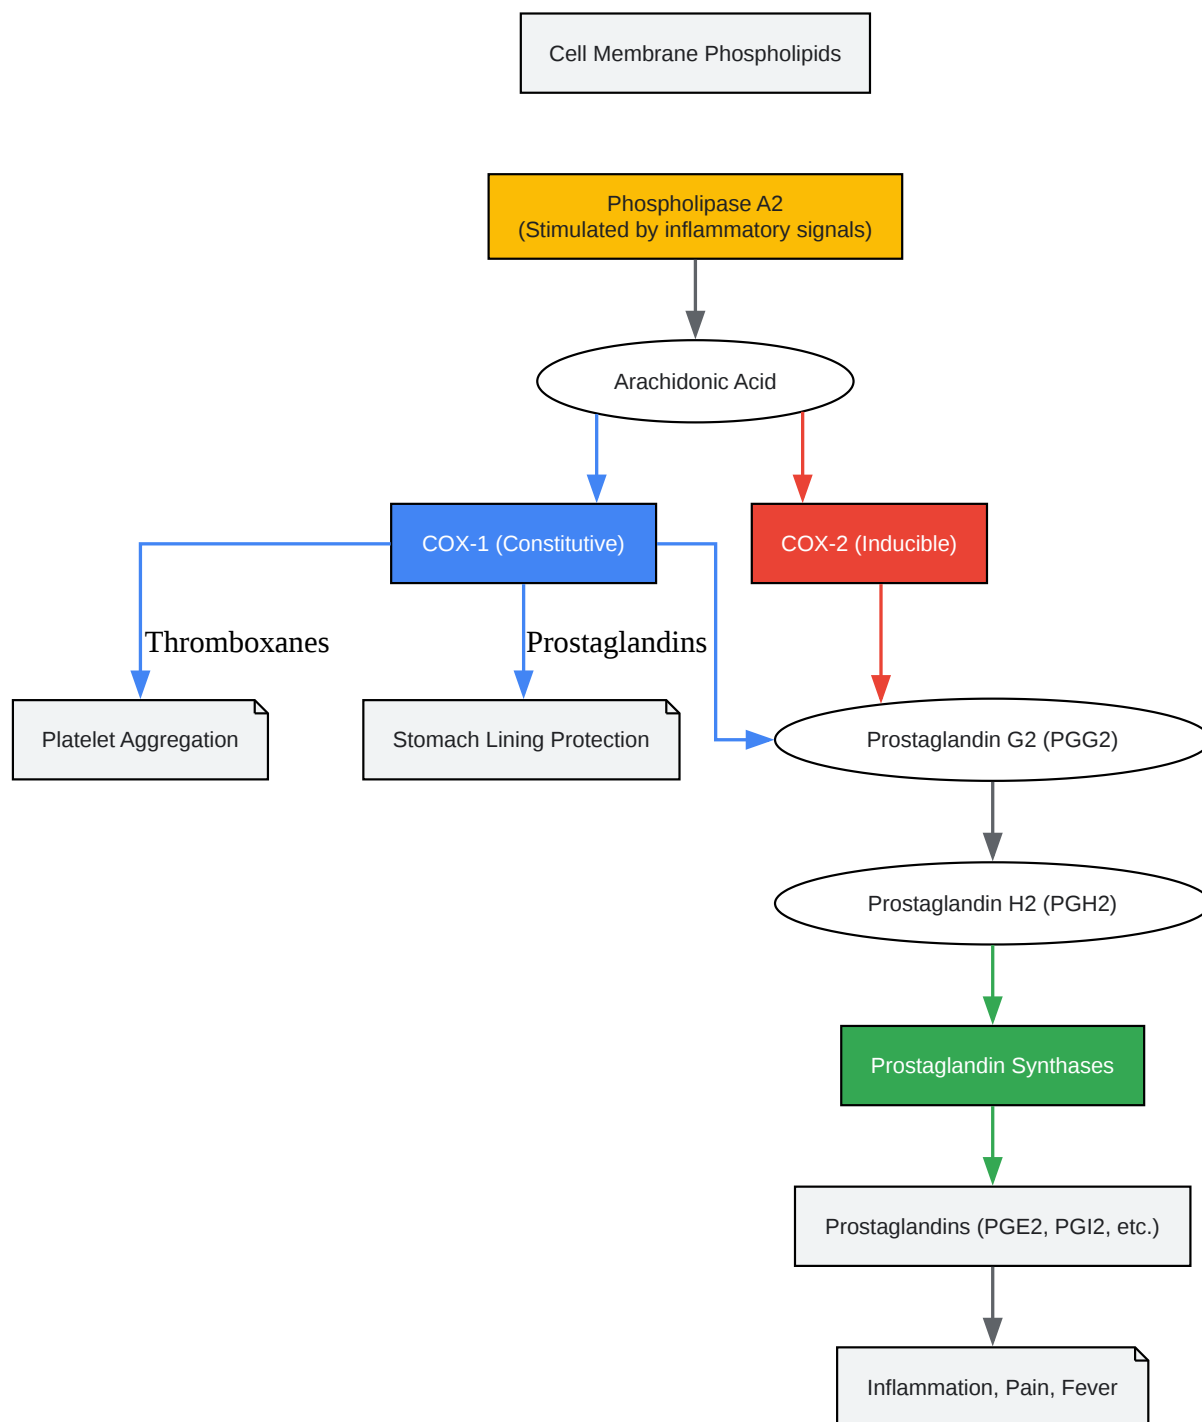 Cell Membrane Phospholipids
Phospholipase A2
(Stimulated by inflammatory signals)
Arachidonic Acid
COX-1 (Constitutive)
COX-2 (Inducible)
Thromboxanes
Prostaglandins
Platelet Aggregation
Stomach Lining Protection
Prostaglandin G2 (PGG2)
Prostaglandin H2 (PGH2)
Prostaglandin Synthases
Prostaglandins (PGE2, PGI2, etc.)
Inflammation, Pain, Fever